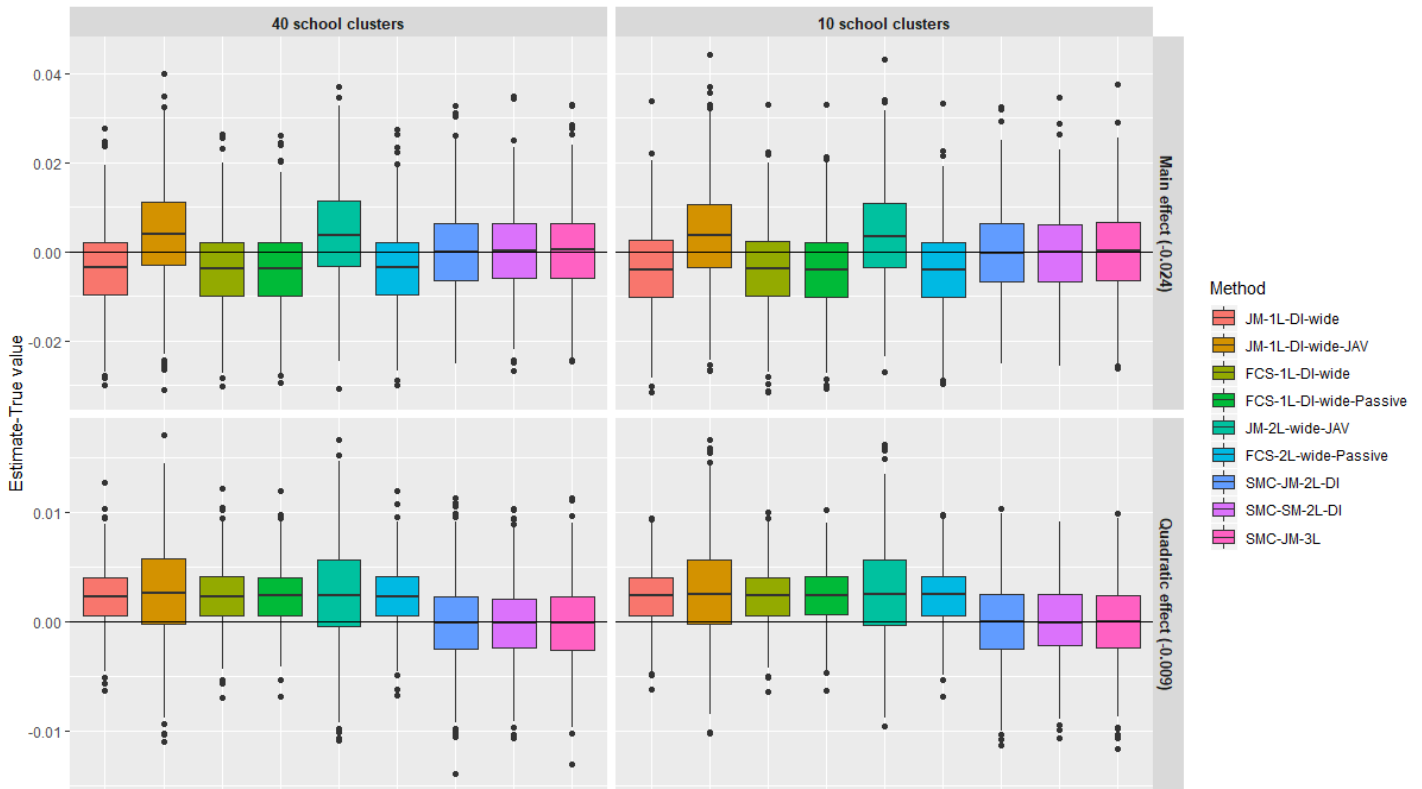 40 school clusters
10 school clusters
Estimate-True value
0.04
0.02
0.00
-0.02
Main effect (-0.024)
0.01
0.00
-0.01
Quadratic effect (-0.009)
Method
JM-1L-DI-wide
JM-1L-DI-wide-JAV
FCS-1L-DI-wide
FCS-1L-DI-wide-Passive
JM-2L-wide-JAV
FCS-2L-wide-Passive
SMC-JM-2L-DI
SMC-SM-2L-DI
SMC-JM-3L